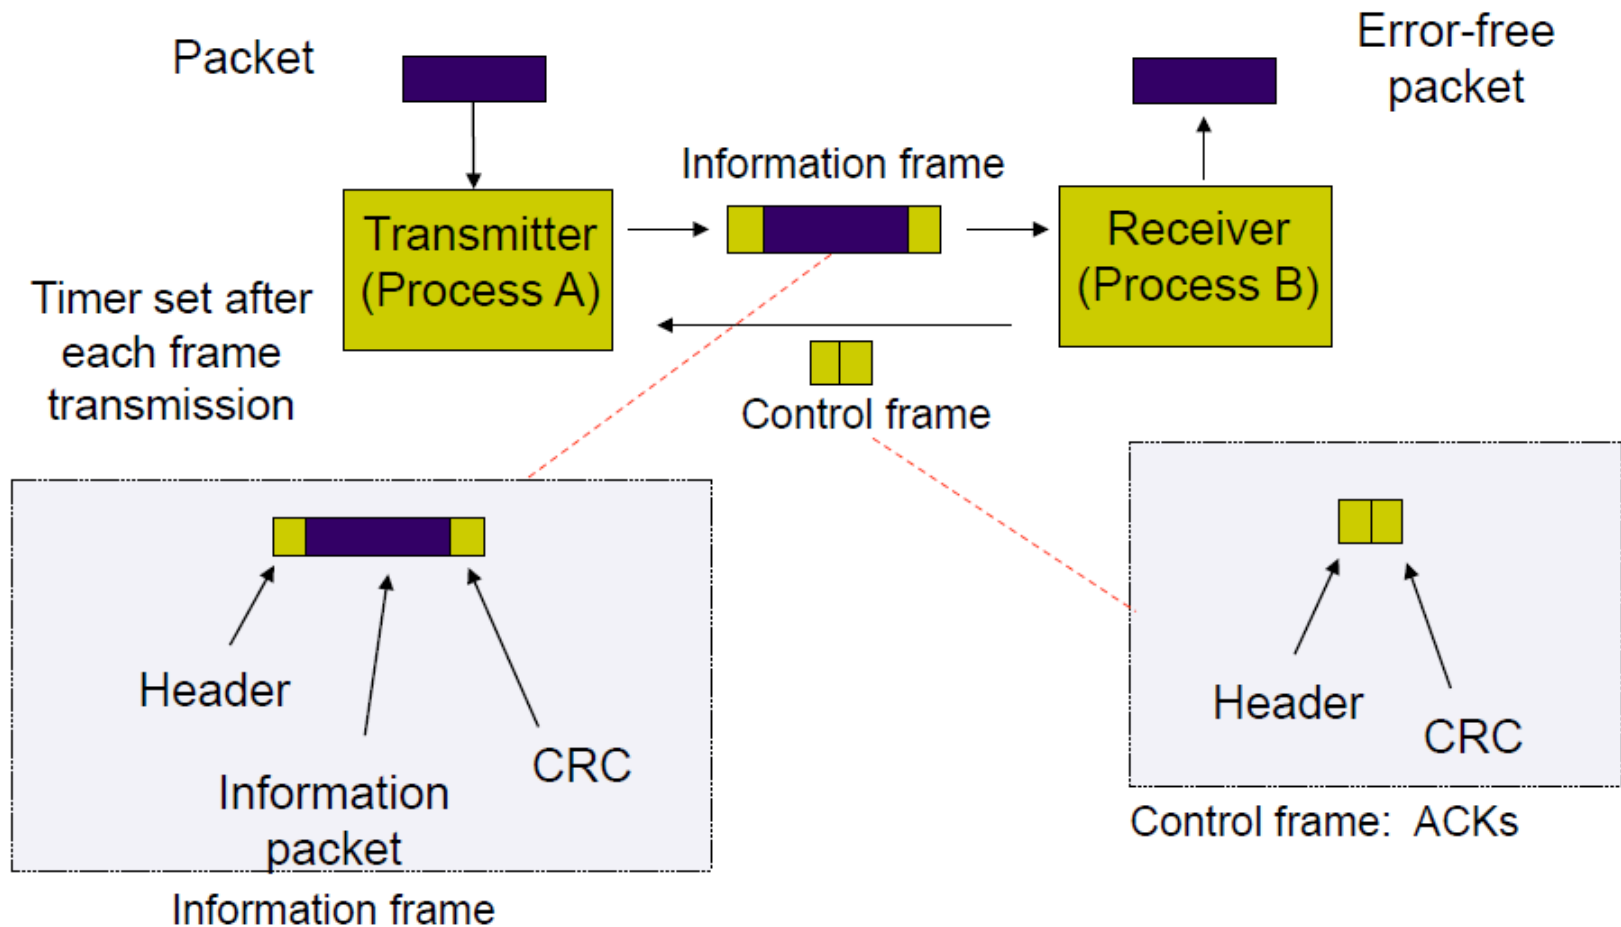 Packet
Error-free
packet
Information frame
Transmitter
(Process A)
Receiver
(Process B)
Timer set after
each frame
transmission
Control frame
Header
Information
packet
CRC
Information frame
Header
CRC
Control frame: ACKs